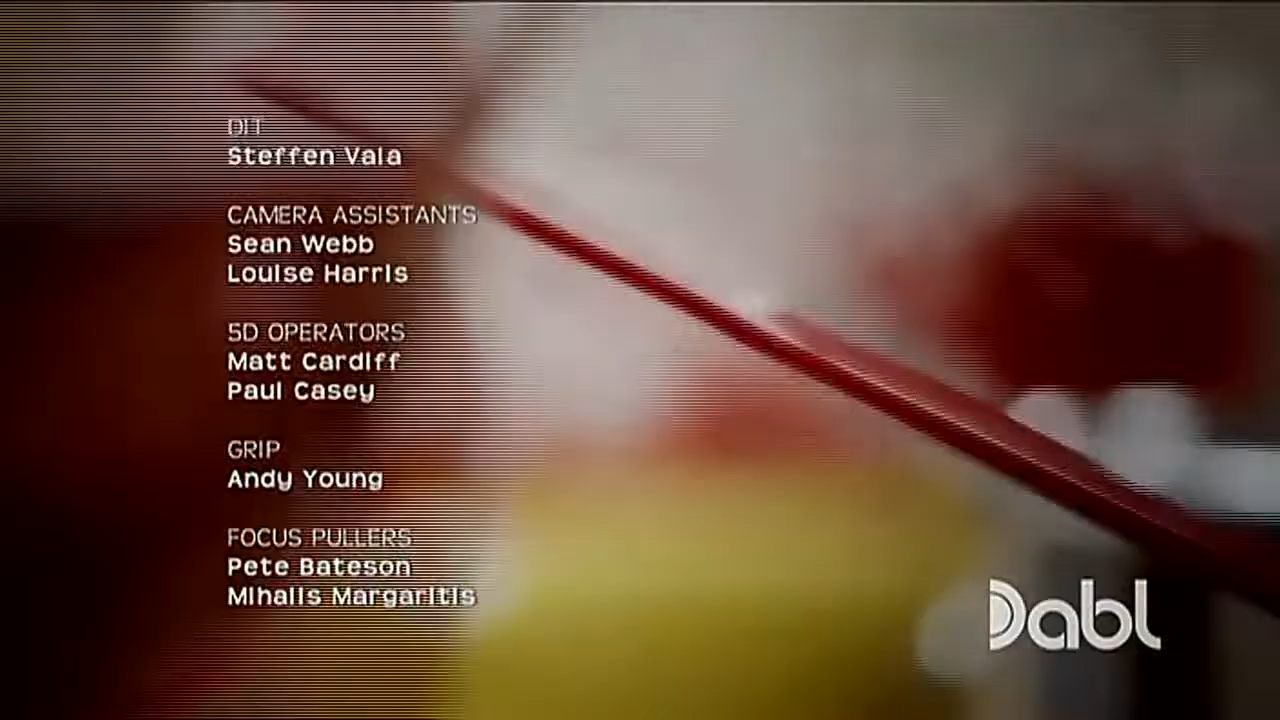 DIT
Steffen Vala
CAMERA ASSISTANTS
Sean Webb
Louise Harris
5D OPERATORS
Matt Cardiff
Paul Casey
GRIP
Andy Young
FOCUS PULLERS
Pete Bateson
Mihalis Margaritis
Dabl